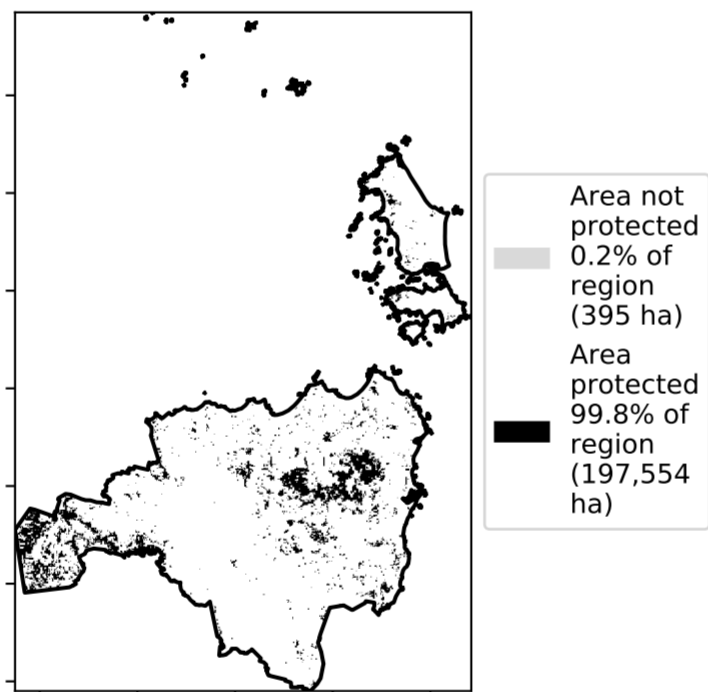 Area not
protected
0.2% of
region
(395 ha)
Area
protected
99.8% of
region
(197,554
ha)